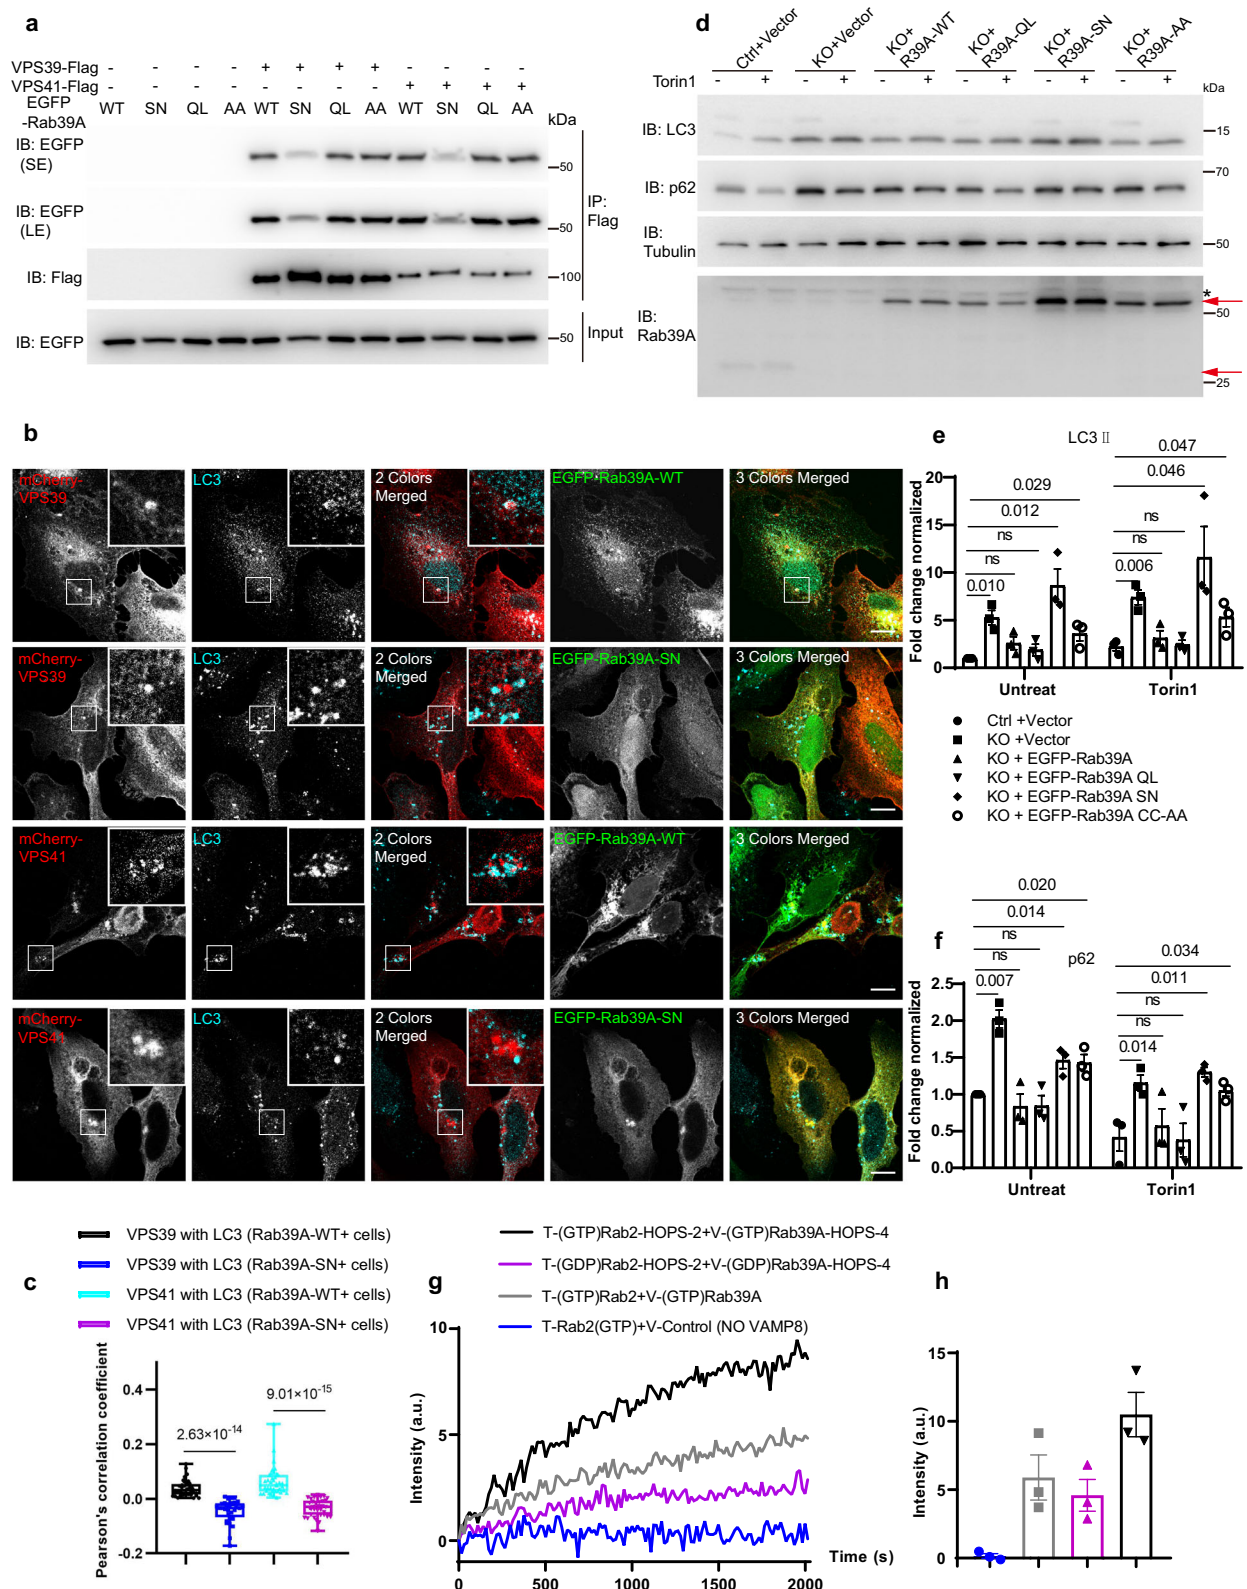 a
VPS39-Flag - - - - + + + + - - - -
VPS41-Flag - - - - - - - - + + + +
EGFP
-Rab39A
WT SN QL AA WT SN QL AA WT SN QL AA
kDa
IB: EGFP
(SE)
50
IB: EGFP
(LE)
50
IP:
Flag
IB: Flag
100
IB: EGFP
50
Input
d
Ctrl+Vector
KO+Vector
KO+
R39A-WT
KO+
R39A-QL
KO+
R39A-SN
KO+
R39A-AA
Torin1 - + - + - + - + - + - +
kDa
IB: LC3
15
70
IB: p62
IB:
Tubulin
50
*
IB:
Rab39A
50
25
b
mCherry-
VPS39
LC3
2 Colors
Merged
EGFP-Rab39A-WT
3 Colors Merged
mCherry-
VPS39
LC3
2 Colors
Merged
EGFP-Rab39A-SN
3 Colors Merged
mCherry-
VPS41
LC3
2 Colors
Merged
EGFP-Rab39A-WT
3 Colors Merged
mCherry-
VPS41
LC3
2 Colors
Merged
EGFP-Rab39A-SN
3 Colors Merged
e
LC3 II
Fold change normalized
20
15
10
5
0
0.029
0.012
ns
ns
0.010
0.047
0.046
ns
ns
0.006
Untreat
Torin1
Ctrl +Vector
KO +Vector
KO + EGFP-Rab39A
KO + EGFP-Rab39A QL
KO + EGFP-Rab39A SN
KO + EGFP-Rab39A CC-AA
f
p62
Fold change normalized
2.5
2.0
1.5
1.0
0.5
0.0
0.020
0.014
ns
ns
0.007
0.034
0.011
ns
ns
0.014
Untreat
Torin1
c
VPS39 with LC3 (Rab39A-WT+ cells)
VPS39 with LC3 (Rab39A-SN+ cells)
VPS41 with LC3 (Rab39A-WT+ cells)
VPS41 with LC3 (Rab39A-SN+ cells)
Pearson's correlation coefficient
0.4
0.2
0.0
-0.2
2.63×10⁻¹⁴
9.01×10⁻¹⁵
g
T-(GTP)Rab2-HOPS-2+V-(GTP)Rab39A-HOPS-4
T-(GDP)Rab2-HOPS-2+V-(GDP)Rab39A-HOPS-4
T-(GTP)Rab2+V-(GTP)Rab39A
T-Rab2(GTP)+V-Control (NO VAMP8)
Intensity (a.u.)
10
5
0
0 500 1000 1500 2000
Time (s)
h
Intensity (a.u.)
15
10
5
0